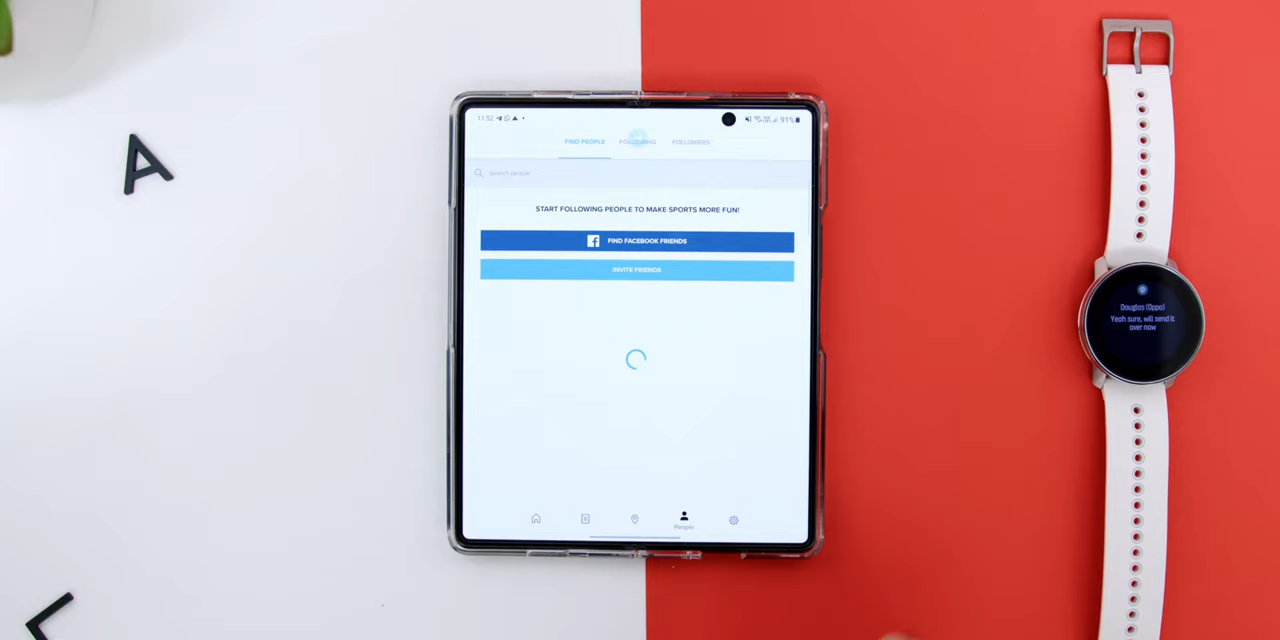 A
11:52
91%
FIND PEOPLE FOLLOWING FOLLOWERS
Search people
START FOLLOWING PEOPLE TO MAKE SPORTS MORE FUN!
FIND FACEBOOK FRIENDS
INVITE FRIENDS
People
Douglas (Oppo)
Yeah sure, will send it
over now